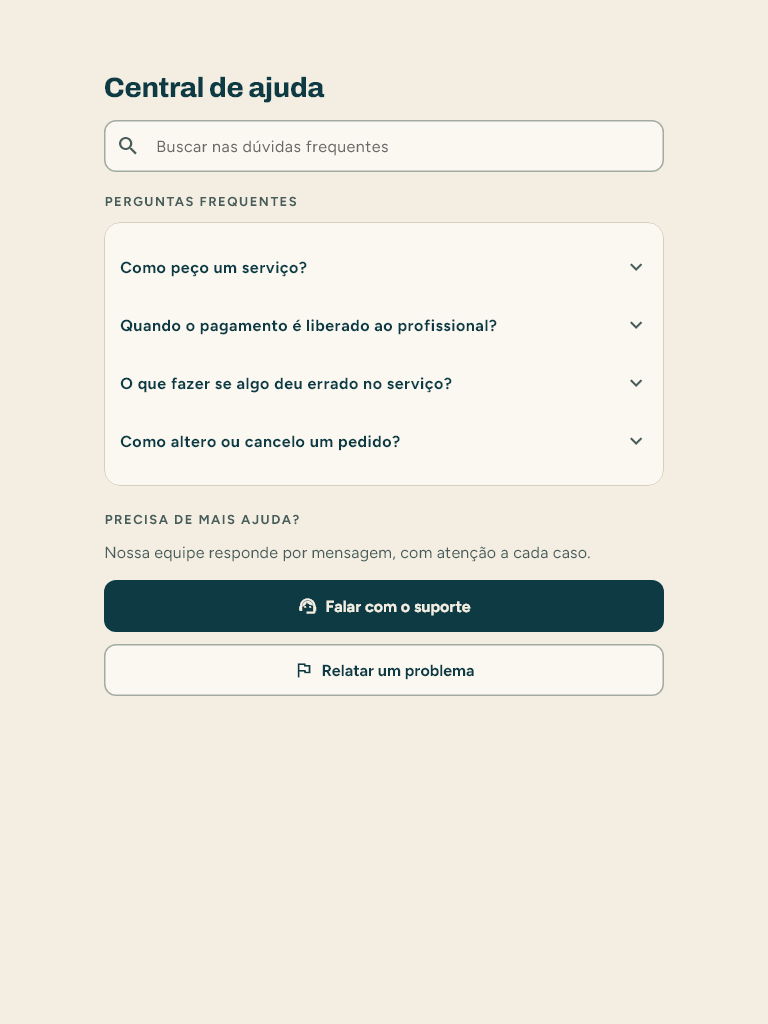 Central de ajuda
Buscar nas dúvidas frequentes
PERGUNTAS FREQUENTES
Como peço um serviço?
Quando o pagamento é liberado ao profissional?
O que fazer se algo deu errado no serviço?
Como altero ou cancelo um pedido?
PRECISA DE MAIS AJUDA?
Nossa equipe responde por mensagem, com atenção a cada caso.
Falar com o suporte
Relatar um problema